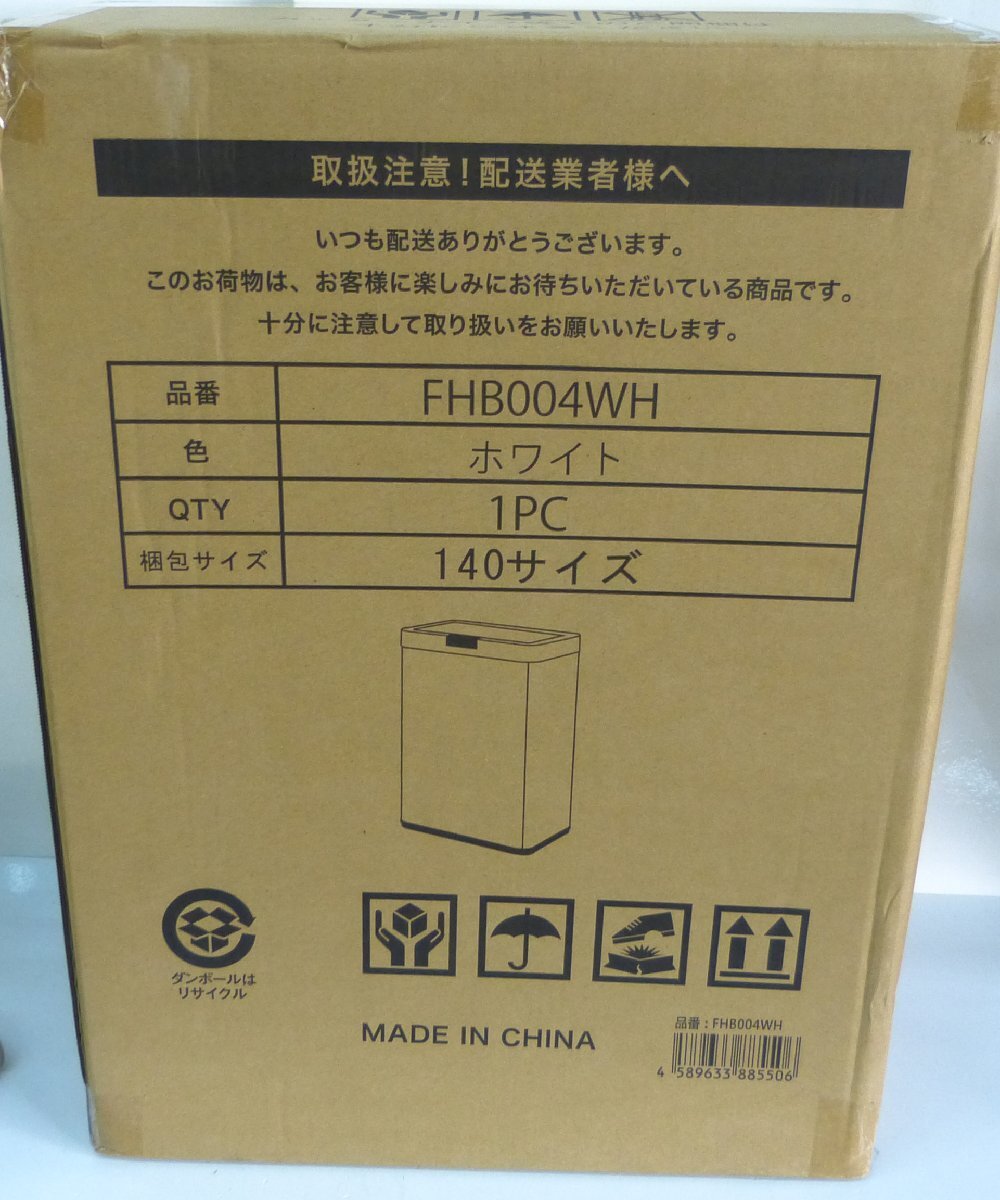 取扱注意！配送業者様へ
いつも配送ありがとうございます。
このお荷物は、お客様に楽しみにお待ちいただいている商品です。
十分に注意して取り扱いをお願いいたします。
品番 FHB004WH
色 ホワイト
QTY 1PC
梱包サイズ 140サイズ
ダンボールは
リサイクル
MADE IN CHINA
品番：FHB004WH
4 589633 885506